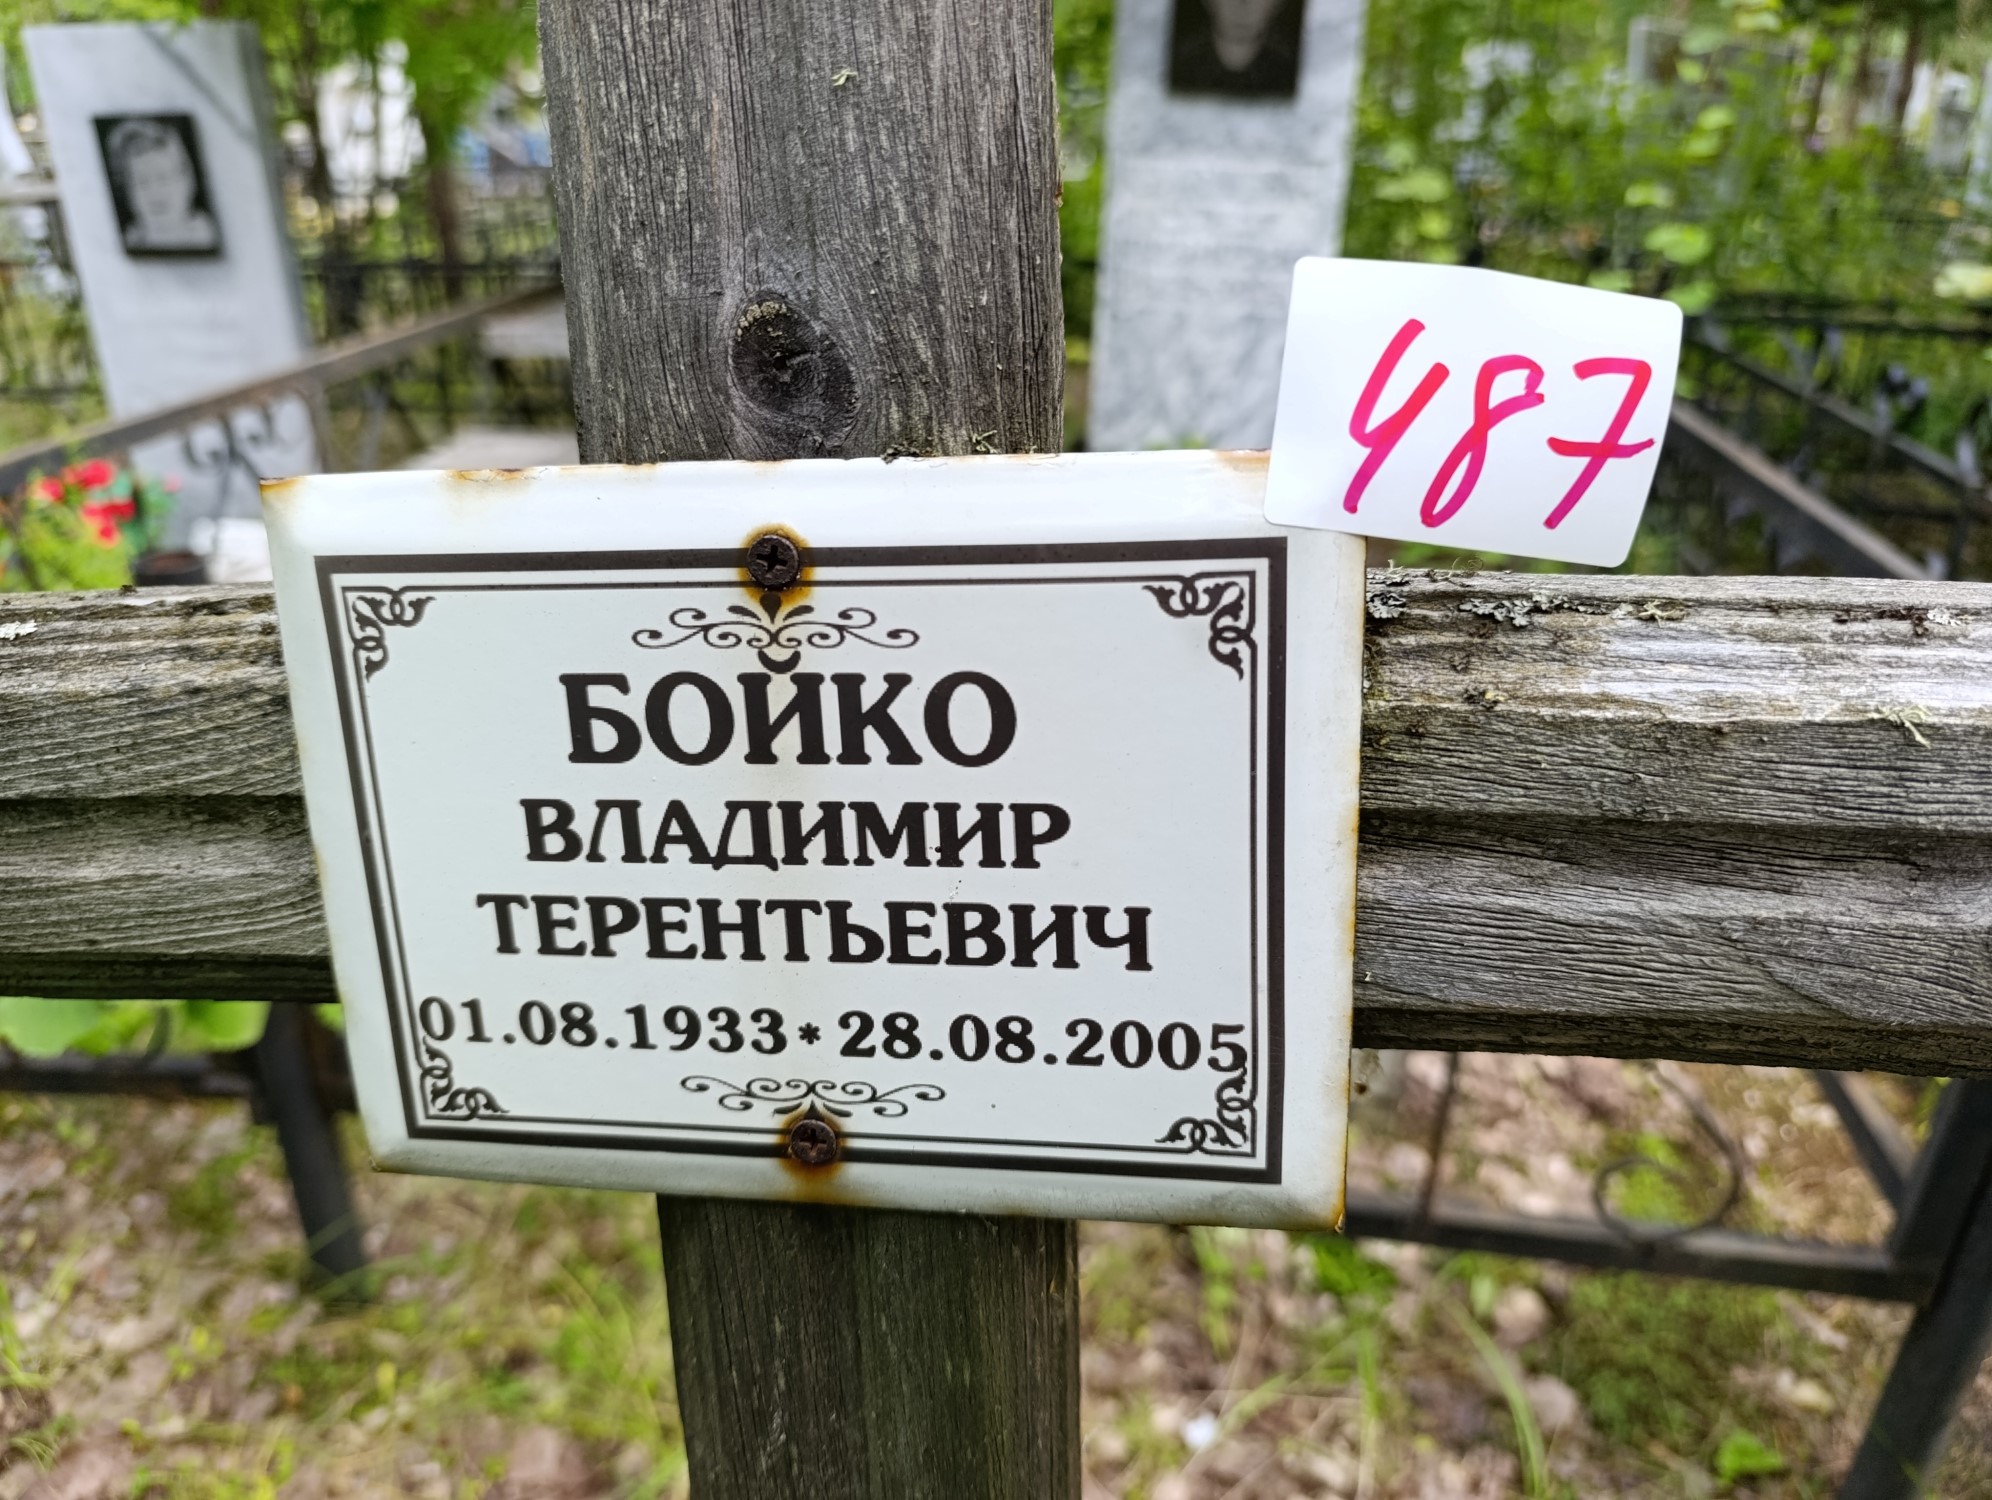 487
БОЙКО
ВЛАДИМИР
ТЕРЕНТЬЕВИЧ
01.08.1933*28.08.2005